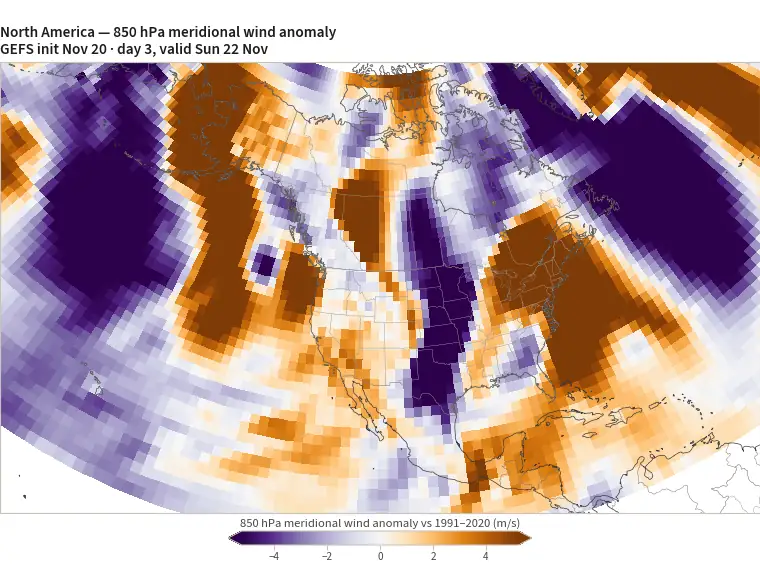 North America — 850 hPa meridional wind anomaly
GEFS init Nov 20 · day 3, valid Sun 22 Nov
850 hPa meridional wind anomaly vs 1991–2020 (m/s)
−4 −2 0 2 4